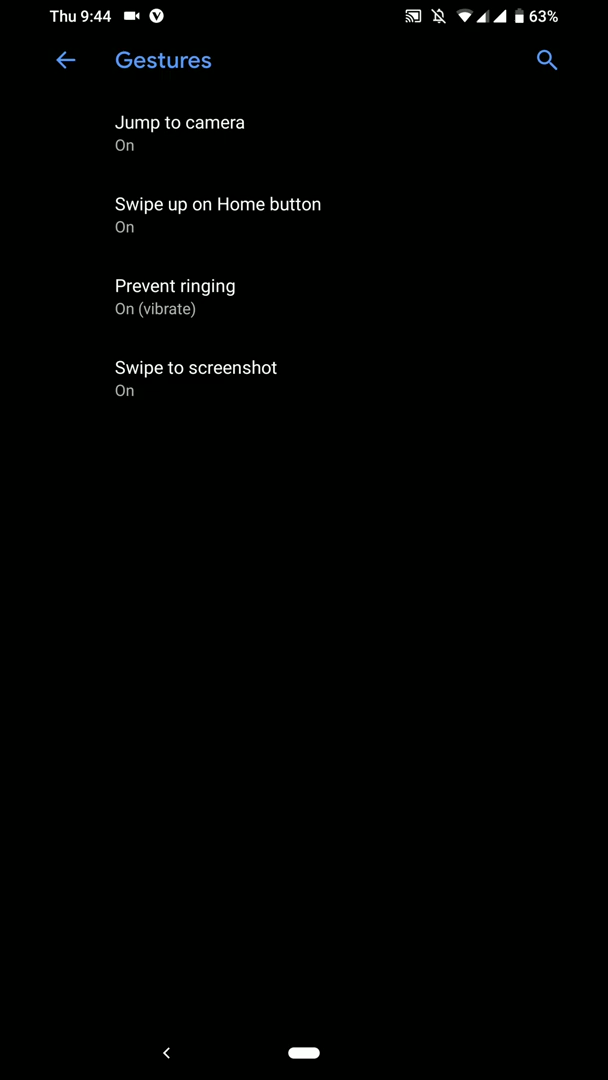 Thu 9:44
63%
Gestures
Jump to camera
On
Swipe up on Home button
On
Prevent ringing
On (vibrate)
Swipe to screenshot
On